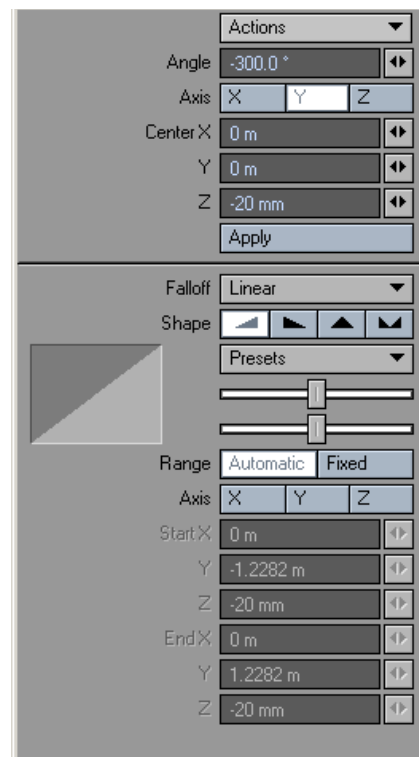 Actions
Angle -300.0 °
Axis X Y Z
Center X 0 m
Y 0 m
Z -20 mm
Apply
Falloff Linear
Shape
Presets
Range Automatic Fixed
Axis X Y Z
Start X 0 m
Y -1.2282 m
Z -20 mm
End X 0 m
Y 1.2282 m
Z -20 mm